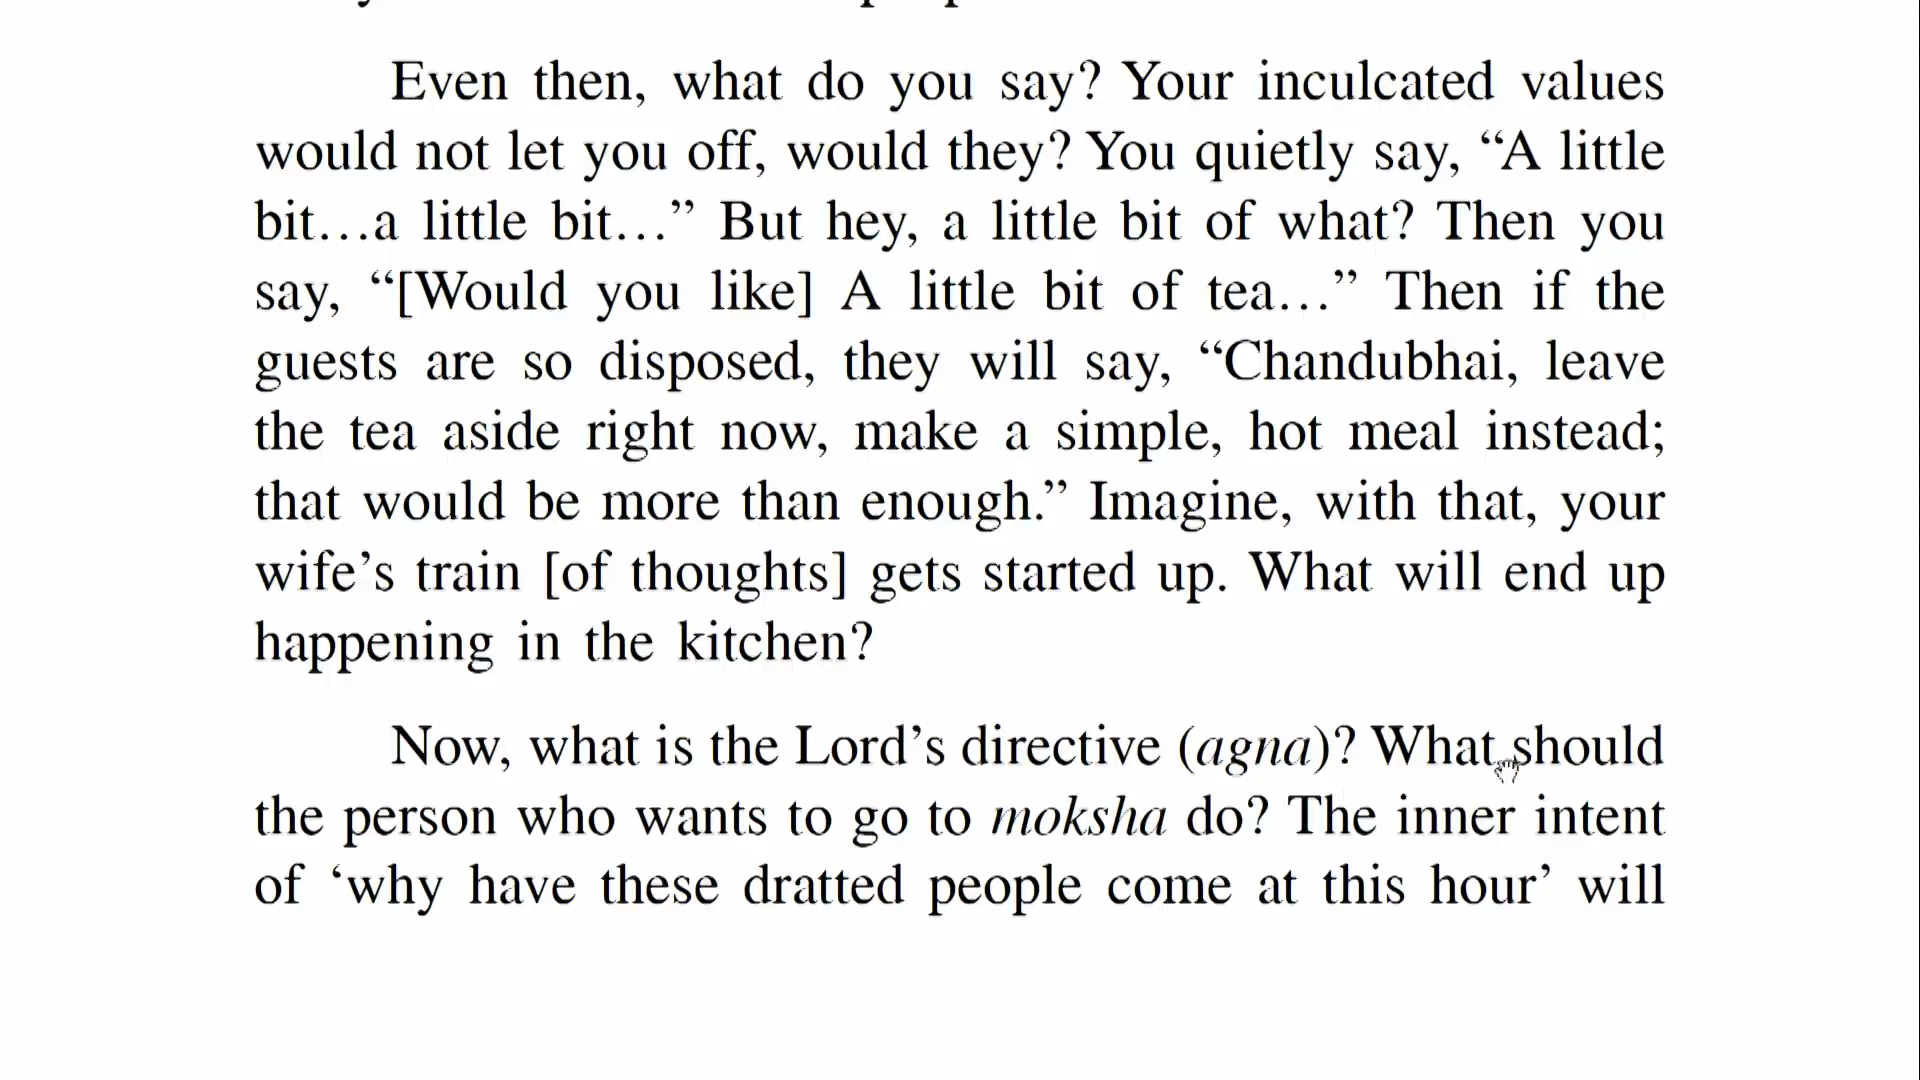 Even then, what do you say? Your inculcated values
would not let you off, would they? You quietly say, “A little
bit…a little bit…” But hey, a little bit of what? Then you
say, “[Would you like] A little bit of tea…” Then if the
guests are so disposed, they will say, “Chandubhai, leave
the tea aside right now, make a simple, hot meal instead;
that would be more than enough.” Imagine, with that, your
wife’s train [of thoughts] gets started up. What will end up
happening in the kitchen?
Now, what is the Lord’s directive (agna)? What should
the person who wants to go to moksha do? The inner intent
of ‘why have these dratted people come at this hour’ will